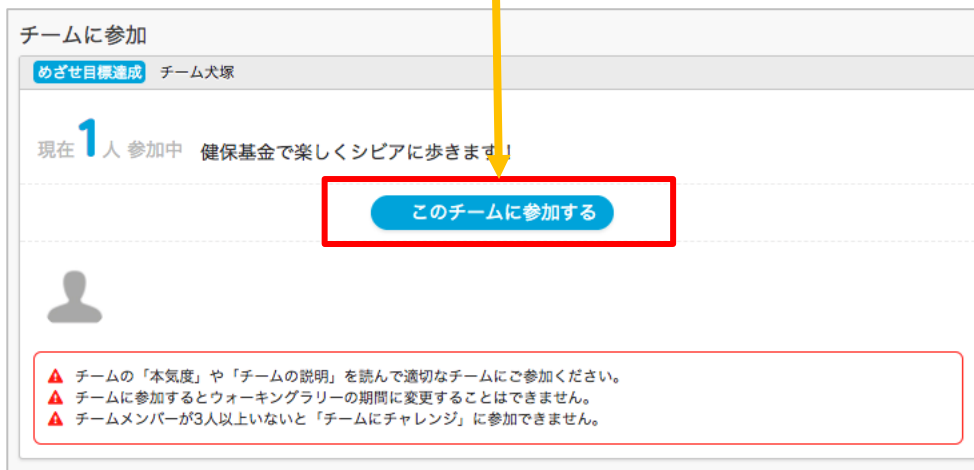 チームに参加
めざせ目標達成 チーム犬塚
現在1人 参加中 健保基金で楽しくシビアに歩きます！
このチームに参加する
チームの「本気度」や「チームの説明」を読んで適切なチームにご参加ください。
チームに参加するとウォーキングラリーの期間に変更することはできません。
チームメンバーが3人以上いないと「チームにチャレンジ」に参加できません。